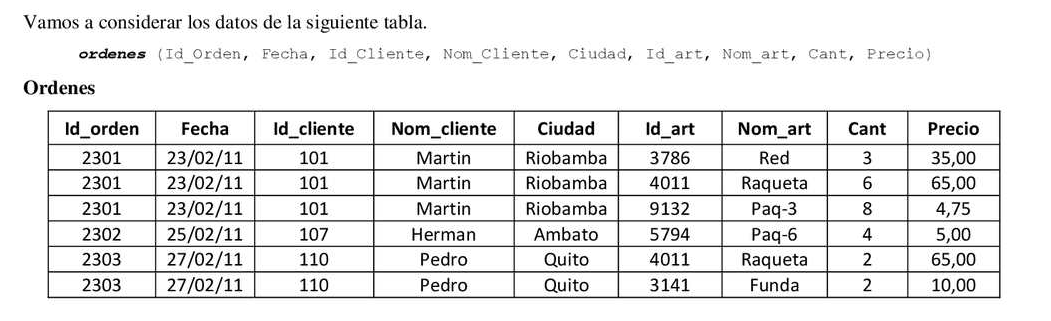 Vamos a considerar los datos de la siguiente tabla.
ordenes (Id_Orden, Fecha, Id_Cliente, Nom_Cliente, Ciudad, Id_art, Nom_art, Cant, Precio)
Ordenes
Id_orden Fecha Id_cliente Nom_cliente Ciudad Id_art Nom_art Cant Precio
2301 23/02/11 101 Martin Riobamba 3786 Red 3 35,00
2301 23/02/11 101 Martin Riobamba 4011 Raqueta 6 65,00
2301 23/02/11 101 Martin Riobamba 9132 Paq-3 8 4,75
2302 25/02/11 107 Herman Ambato 5794 Paq-6 4 5,00
2303 27/02/11 110 Pedro Quito 4011 Raqueta 2 65,00
2303 27/02/11 110 Pedro Quito 3141 Funda 2 10,00